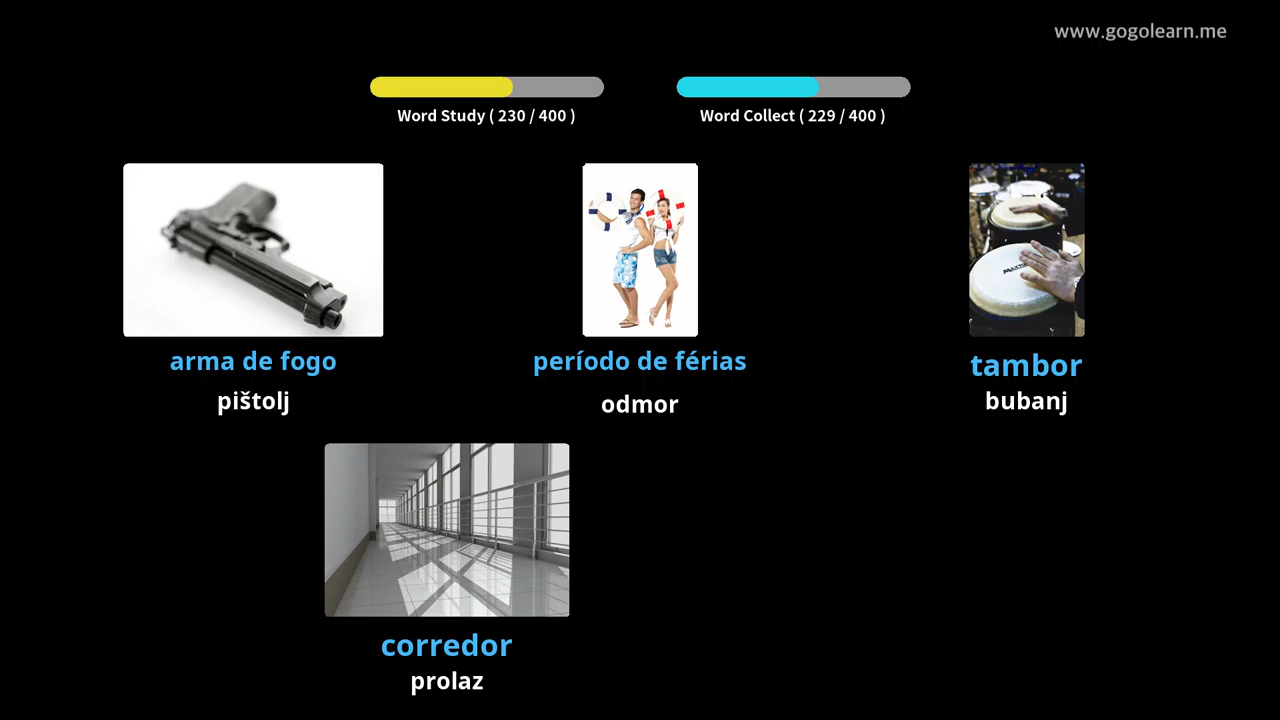 www.gogolearn.me
Word Study ( 230 / 400 )
Word Collect ( 229 / 400 )
arma de fogo
pištolj
período de férias
odmor
tambor
bubanj
corredor
prolaz